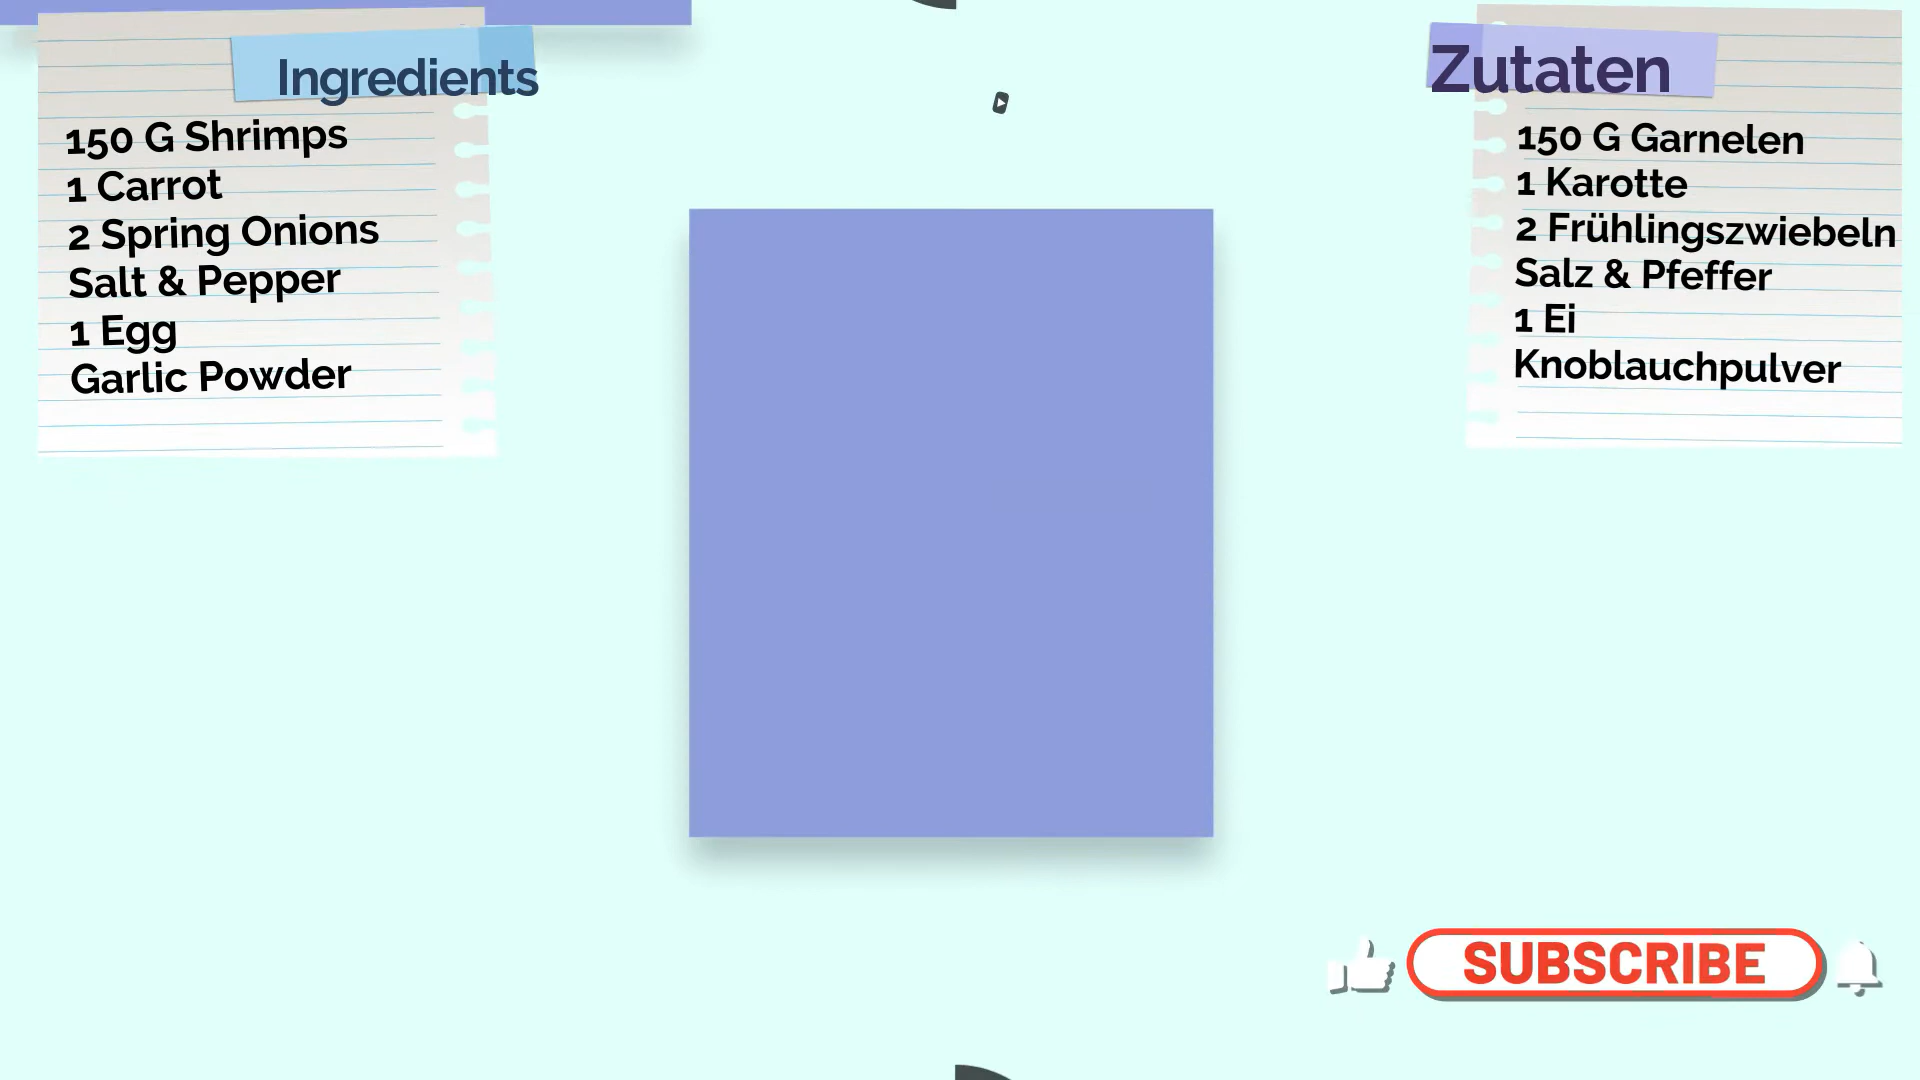 Ingredients
150 G Shrimps
1 Carrot
2 Spring Onions
Salt & Pepper
1 Egg
Garlic Powder
Zutaten
150 G Garnelen
1 Karotte
2 Frühlingszwiebeln
Salz & Pfeffer
1 Ei
Knoblauchpulver
SUBSCRIBE